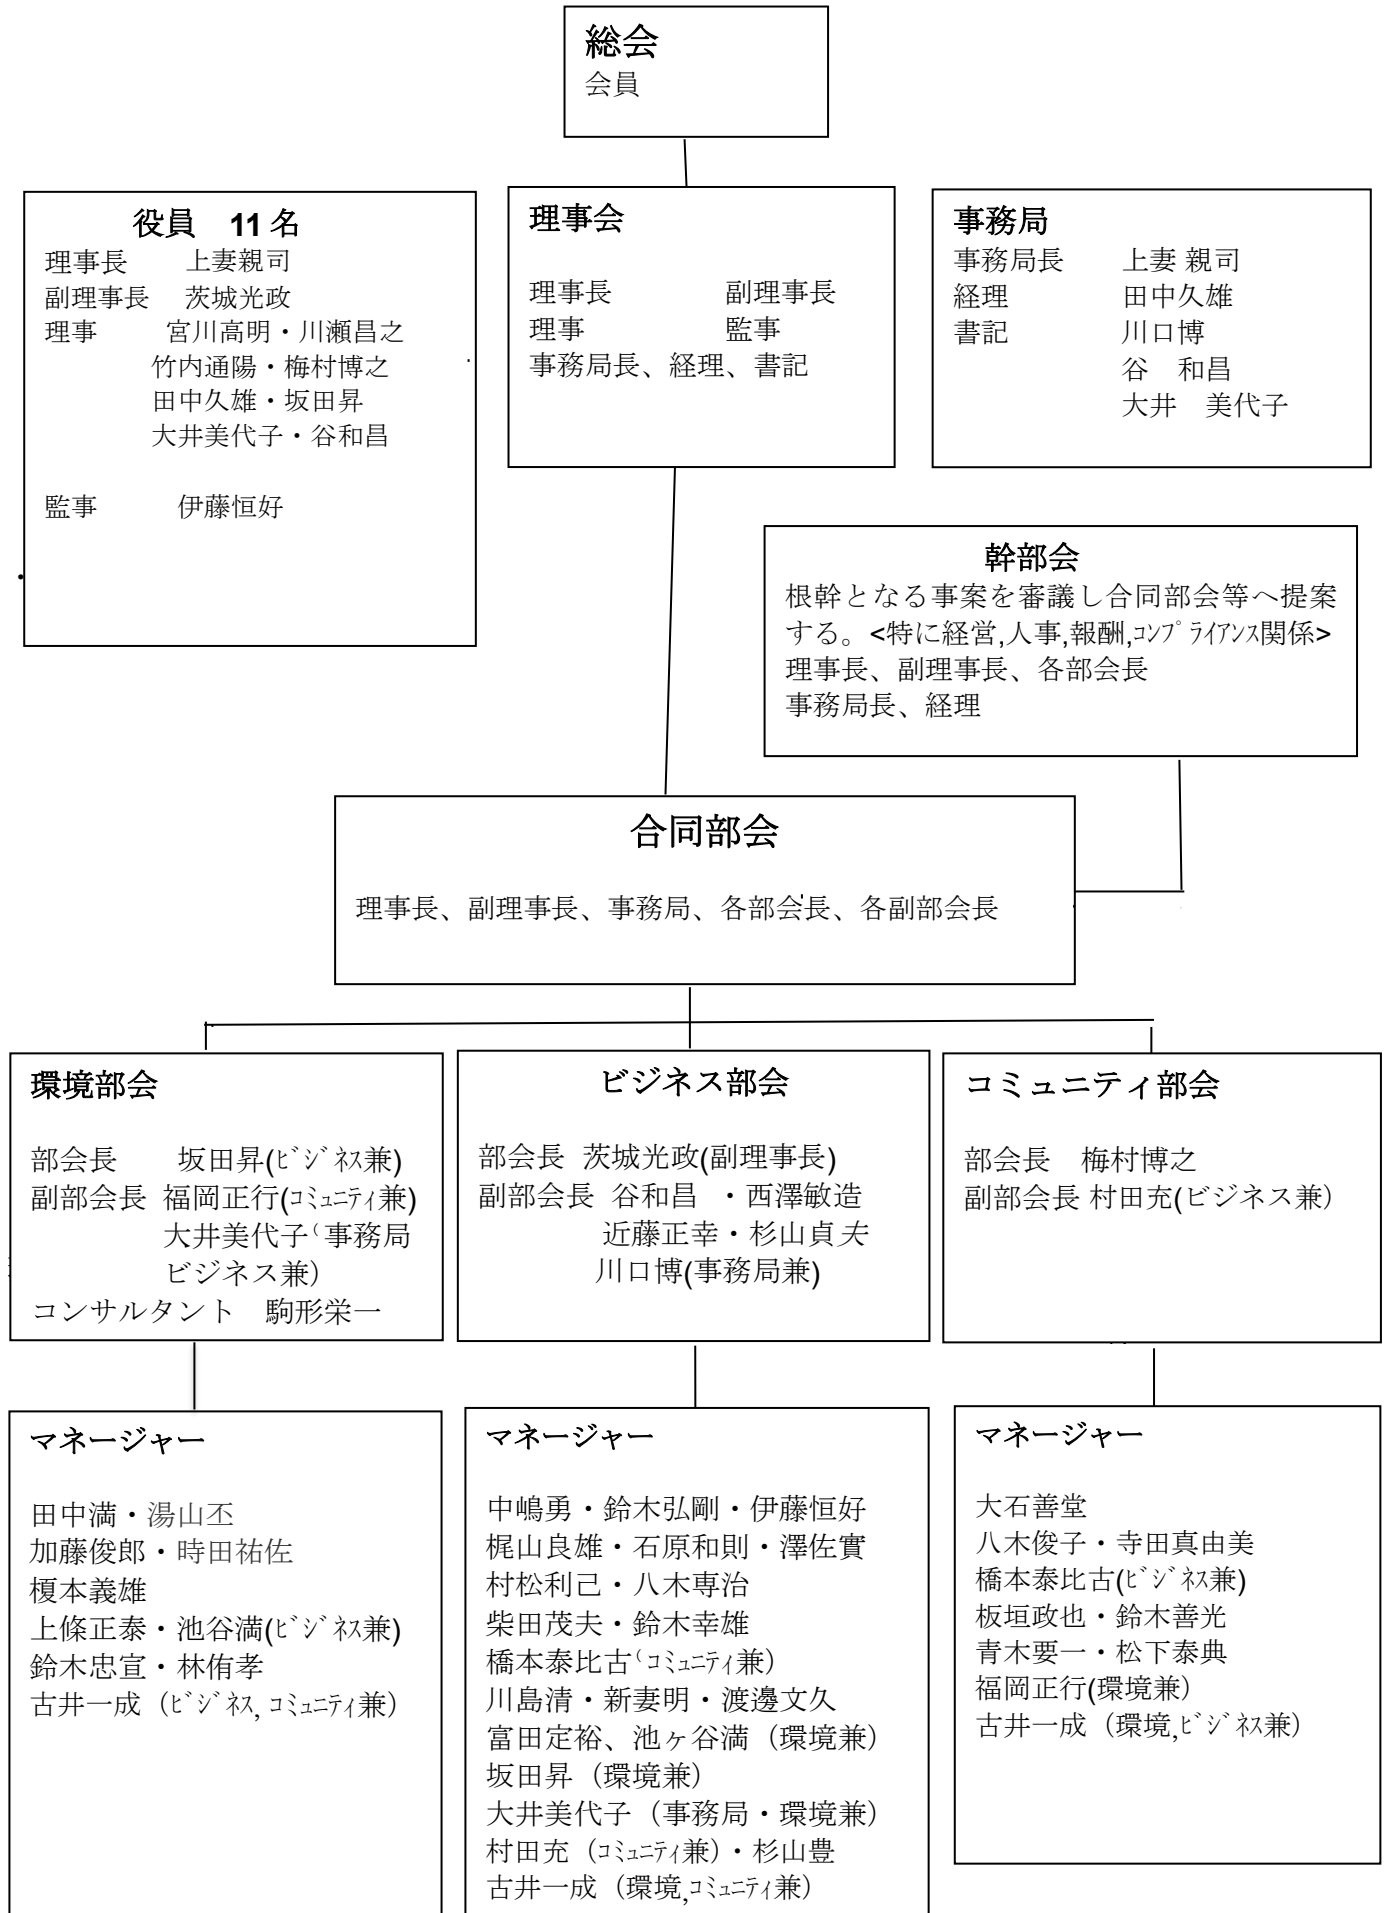 総会
会員
役員　11名
理事長　上妻親司
副理事長　茨城光政
理事　宮川高明・川瀬昌之
竹内通陽・梅村博之
田中久雄・坂田昇
大井美代子・谷和昌
監事　伊藤恒好
理事会
理事長　副理事長
理事　監事
事務局長、経理、書記
事務局
事務局長　上妻 親司
経理　田中久雄
書記　川口博
谷　和昌
大井　美代子
幹部会
根幹となる事案を審議し合同部会等へ提案
する。<特に経営,人事,報酬,ｺﾝﾌﾟﾗｲｱﾝｽ関係>
理事長、副理事長、各部会長
事務局長、経理
合同部会
理事長、副理事長、事務局、各部会長、各副部会長
環境部会
部会長　坂田昇(ﾋﾞｼﾞﾈｽ兼)
副部会長 福岡正行(ｺﾐｭﾆﾃｨ兼)
大井美代子（事務局
ビジネス兼）
コンサルタント　駒形栄一
ビジネス部会
部会長 茨城光政(副理事長)
副部会長 谷和昌 ・西澤敏造
近藤正幸・杉山貞夫
川口博(事務局兼)
コミュニティ部会
部会長　梅村博之
副部会長 村田充(ビジネス兼）
マネージャー
田中満・湯山丕
加藤俊郎・時田祐佐
榎本義雄
上條正泰・池谷満(ﾋﾞｼﾞﾈｽ兼)
鈴木忠宣・林侑孝
古井一成（ﾋﾞｼﾞﾈｽ,ｺﾐｭﾆﾃｨ兼）
マネージャー
中嶋勇・鈴木弘剛・伊藤恒好
梶山良雄・石原和則・澤佐實
村松利己・八木専治
柴田茂夫・鈴木幸雄
橋本泰比古（ｺﾐｭﾆﾃｨ兼）
川島清・新妻明・渡邊文久
富田定裕、池ヶ谷満（環境兼）
坂田昇（環境兼）
大井美代子（事務局・環境兼）
村田充（ｺﾐｭﾆﾃｨ兼）・杉山豊
古井一成（環境,ｺﾐｭﾆﾃｨ兼）
マネージャー
大石善堂
八木俊子・寺田真由美
橋本泰比古(ﾋﾞｼﾞﾈｽ兼)
板垣政也・鈴木善光
青木要一・松下泰典
福岡正行(環境兼）
古井一成（環境,ﾋﾞｼﾞﾈｽ兼）